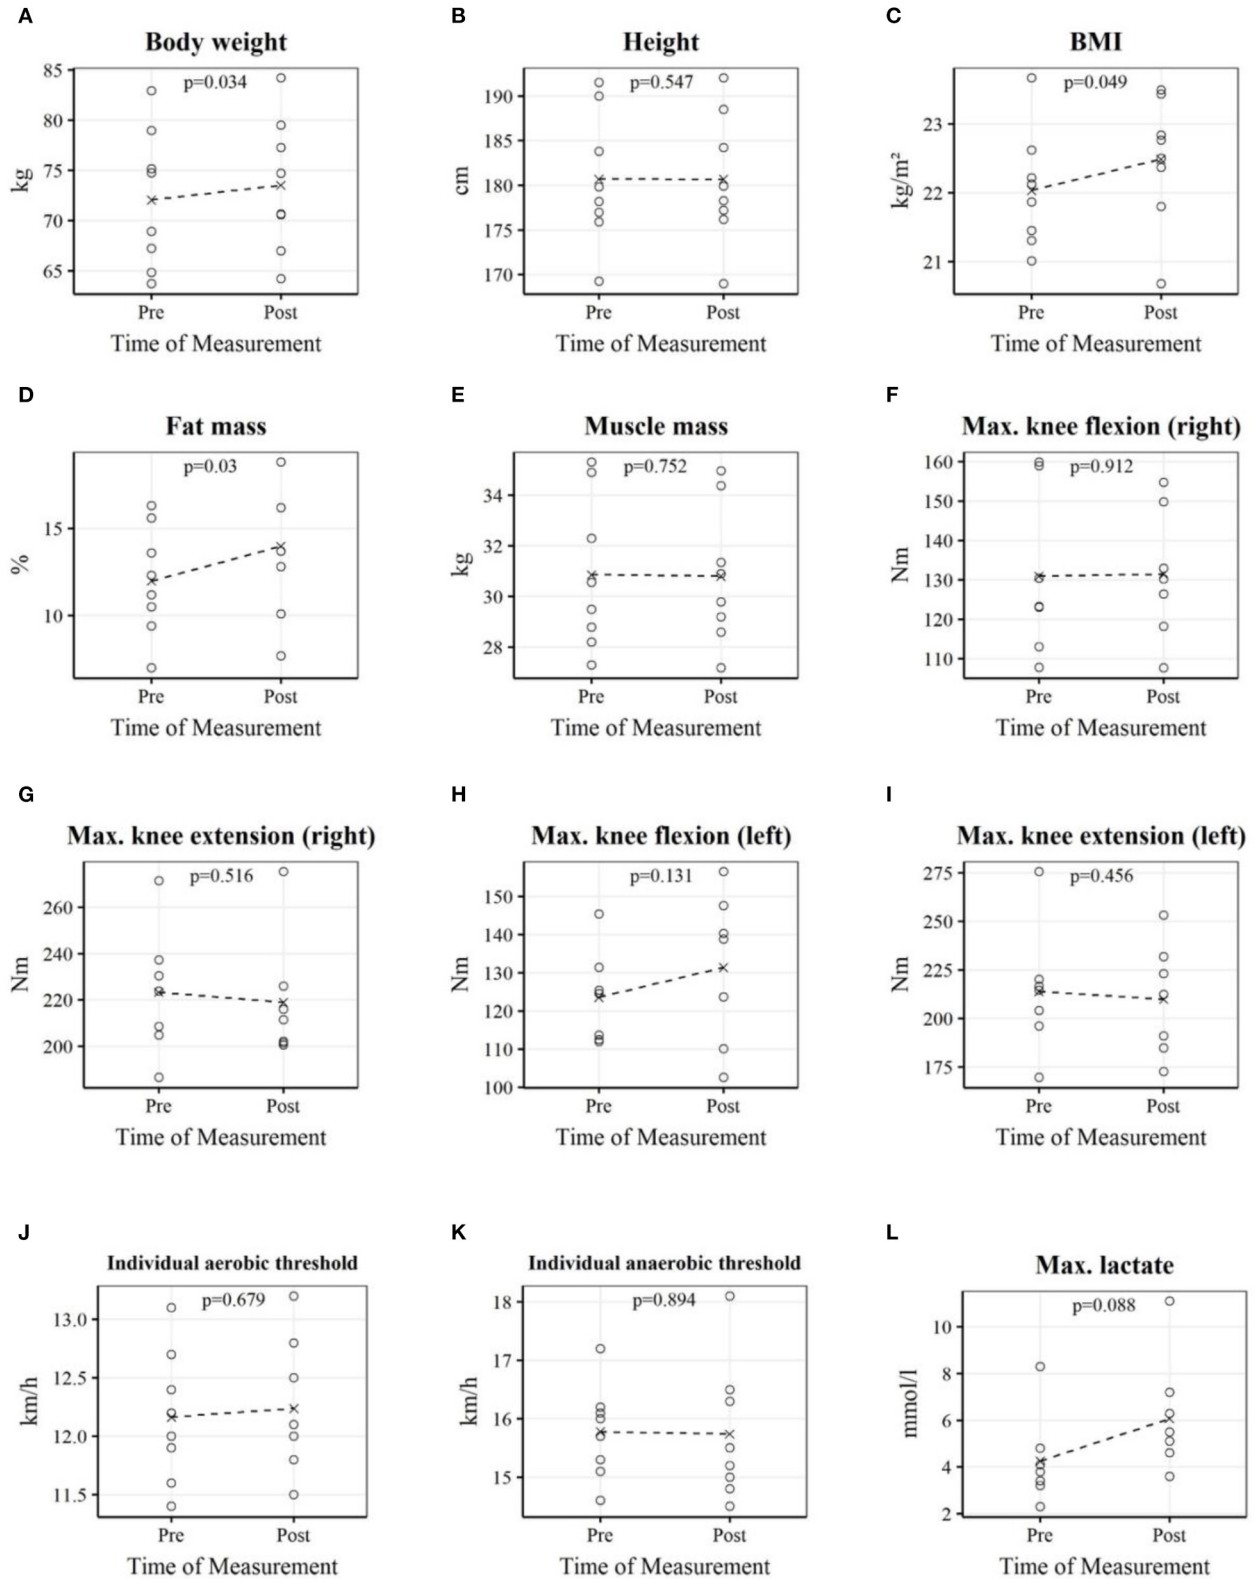 A
B
C
Body weight
Height
BMI
p=0.034
p=0.547
p=0.049
kg
85
80
75
70
65
cm
190
185
180
175
170
kg/m²
23
22
21
Pre
Post
Pre
Post
Pre
Post
Time of Measurement
Time of Measurement
Time of Measurement
D
E
F
Fat mass
Muscle mass
Max. knee flexion (right)
p=0.03
p=0.752
p=0.912
%
15
10
kg
34
32
30
28
Nm
160
150
140
130
120
110
Pre
Post
Pre
Post
Pre
Post
Time of Measurement
Time of Measurement
Time of Measurement
G
H
I
Max. knee extension (right)
Max. knee flexion (left)
Max. knee extension (left)
p=0.516
p=0.131
p=0.456
Nm
260
240
220
200
Nm
150
140
130
120
110
100
Nm
275
250
225
200
175
Pre
Post
Pre
Post
Pre
Post
Time of Measurement
Time of Measurement
Time of Measurement
J
K
L
Individual aerobic threshold
Individual anaerobic threshold
Max. lactate
p=0.679
p=0.894
p=0.088
km/h
13.0
12.5
12.0
11.5
km/h
18
17
16
15
mmol/l
10
8
6
4
2
Pre
Post
Pre
Post
Pre
Post
Time of Measurement
Time of Measurement
Time of Measurement